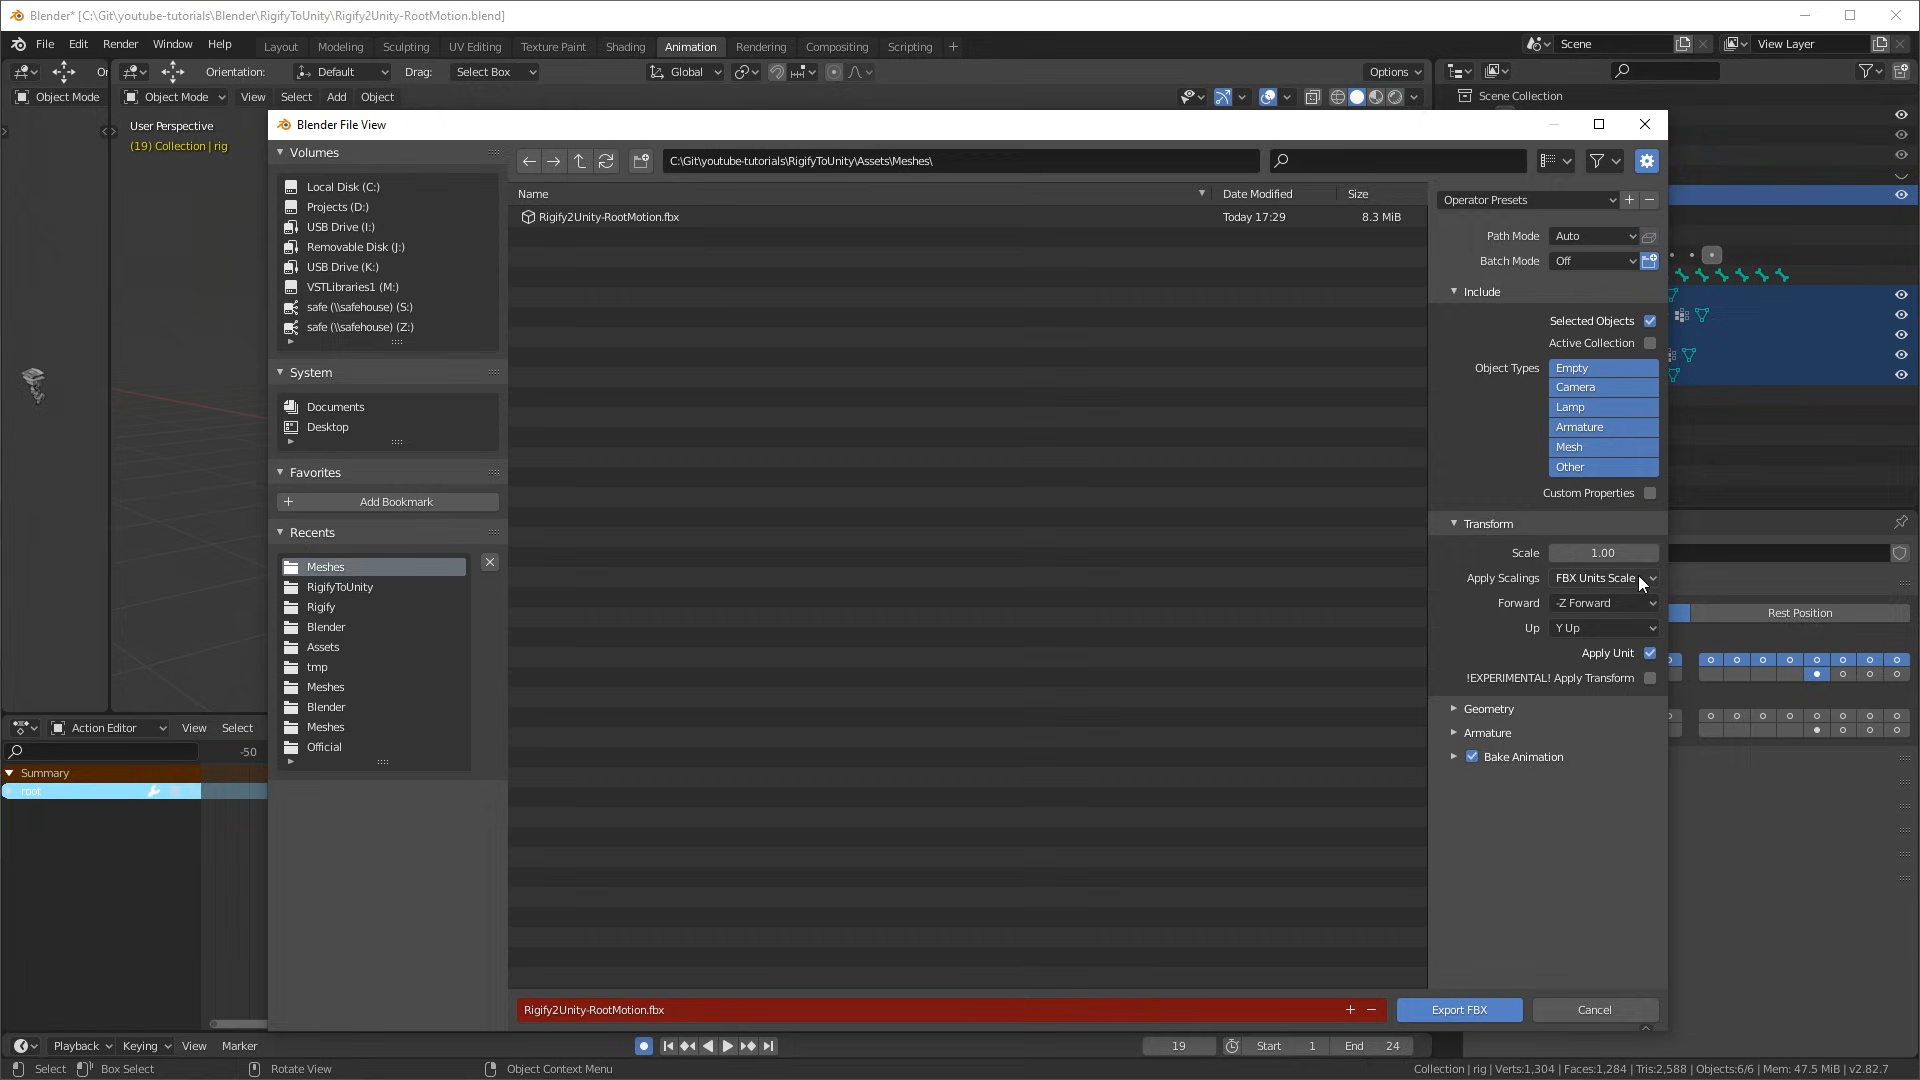 Blender* [C:\Git\youtube-tutorials\Blender\RigifyToUnity\Rigify2Unity-RootMotion.blend]
File Edit Render Window Help Layout Modeling Sculpting UV Editing Texture Paint Shading Animation Rendering Compositing Scripting + Scene View Layer
Or Orientation: Default Drag: Select Box Global Options
Object Mode Object Mode View Select Add Object Scene Collection
User Perspective
(19) Collection | rig
Blender File View
Volumes
Local Disk (C:)
Projects (D:)
USB Drive (I:)
Removable Disk (J:)
USB Drive (K:)
VSTLibraries1 (M:)
safe (\\safehouse) (S:)
safe (\\safehouse) (Z:)
System
Documents
Desktop
Favorites
Add Bookmark
Recents
Meshes
RigifyToUnity
Rigify
Blender
Assets
tmp
Meshes
Blender
Meshes
Official
C:\Git\youtube-tutorials\RigifyToUnity\Assets\Meshes\
Name Date Modified Size
Rigify2Unity-RootMotion.fbx Today 17:29 8.3 MiB
Operator Presets
Path Mode Auto
Batch Mode Off
Include
Selected Objects
Active Collection
Object Types Empty
Camera
Lamp
Armature
Mesh
Other
Custom Properties
Transform
Scale 1.00
Apply Scalings FBX Units Scale
Forward -Z Forward
Up Y Up
Apply Unit
!EXPERIMENTAL! Apply Transform
Geometry
Armature
Bake Animation
Rest Position
Rigify2Unity-RootMotion.fbx + − Export FBX Cancel
Action Editor View Select
-50
Summary
root
Playback Keying View Marker 19 Start 1 End 24
Select Box Select Rotate View Object Context Menu Collection | rig | Verts:1,304 | Faces:1,284 | Tris:2,588 | Objects:6/6 | Mem: 47.5 MiB | v2.82.7